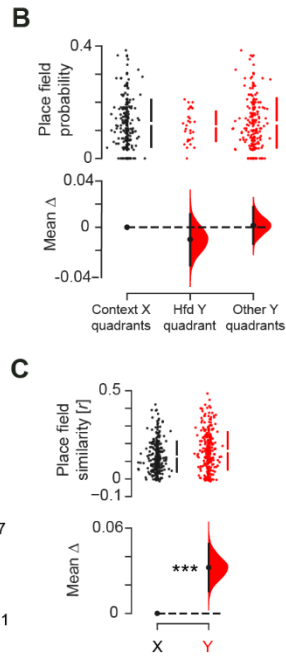 B
Place field
probability
0.4
0
Mean Δ
0.04
0
-0.04
Context X
quadrants
Hfd Y
quadrant
Other Y
quadrants
C
Place field
similarity [r]
0.5
0
−0.1
Mean Δ
0.06
0
***
X
Y
7
1